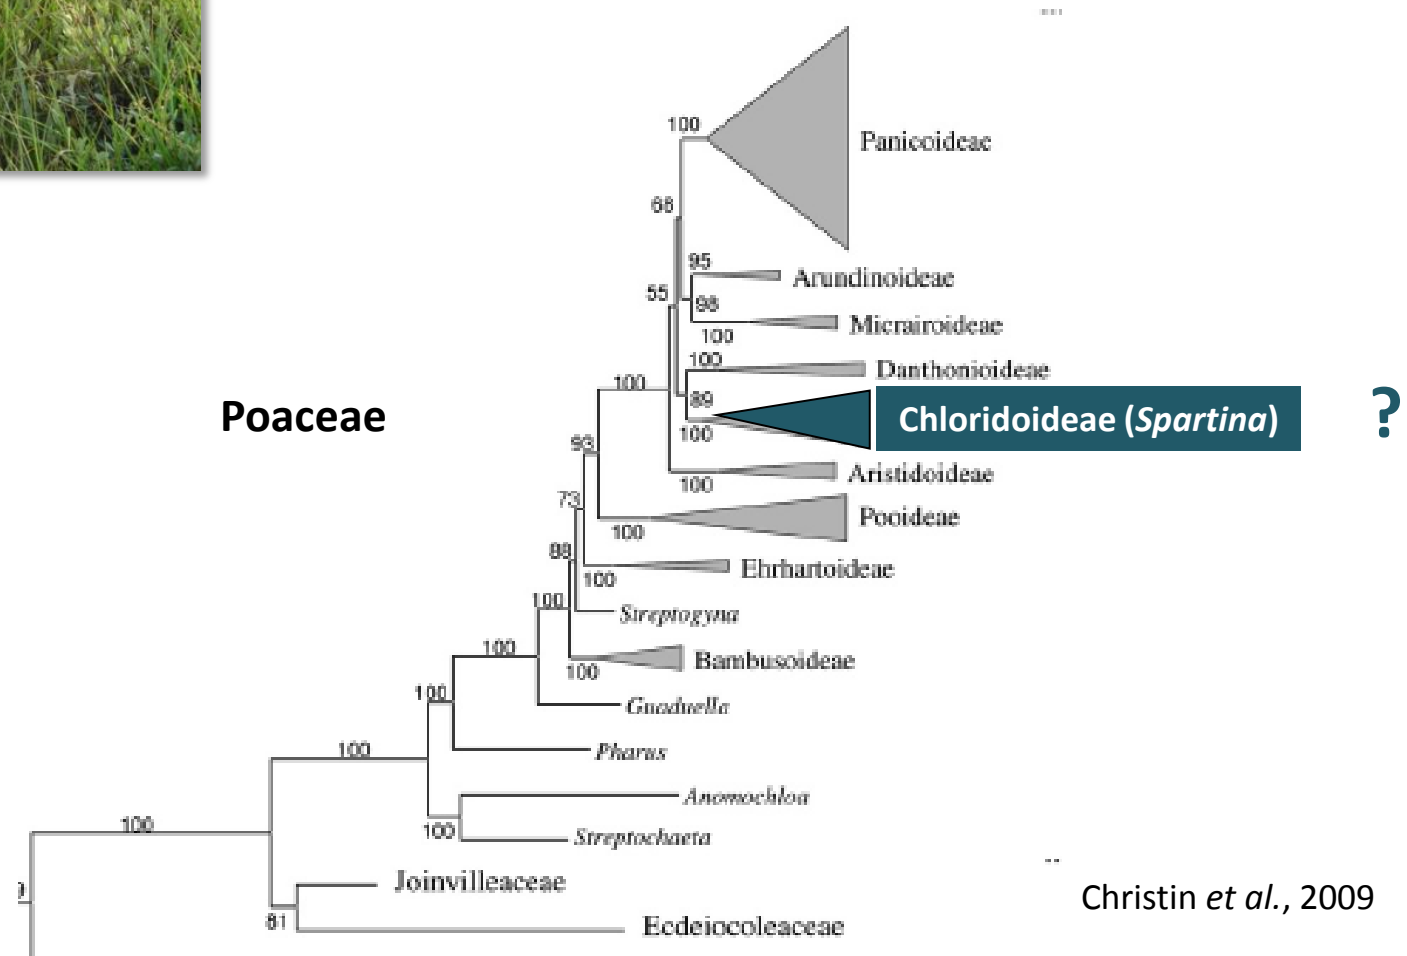 100
Panicoideae
68
95
Arundinoideae
55
98
Micrairoideae
100
100
Danthonioideae
100
89
Chloridoideae (Spartina)
?
Poaceae
100
93
Aristidoideae
100
73
Pooideae
100
88
Ehrhartoideae
100
100
Streptogyna
100
Bambusoideae
100
100
Guaduella
100
Pharus
Anomochloa
100
100
Streptochaeta
Joinvilleaceae
81
Ecdeiocoleaceae
Christin et al., 2009